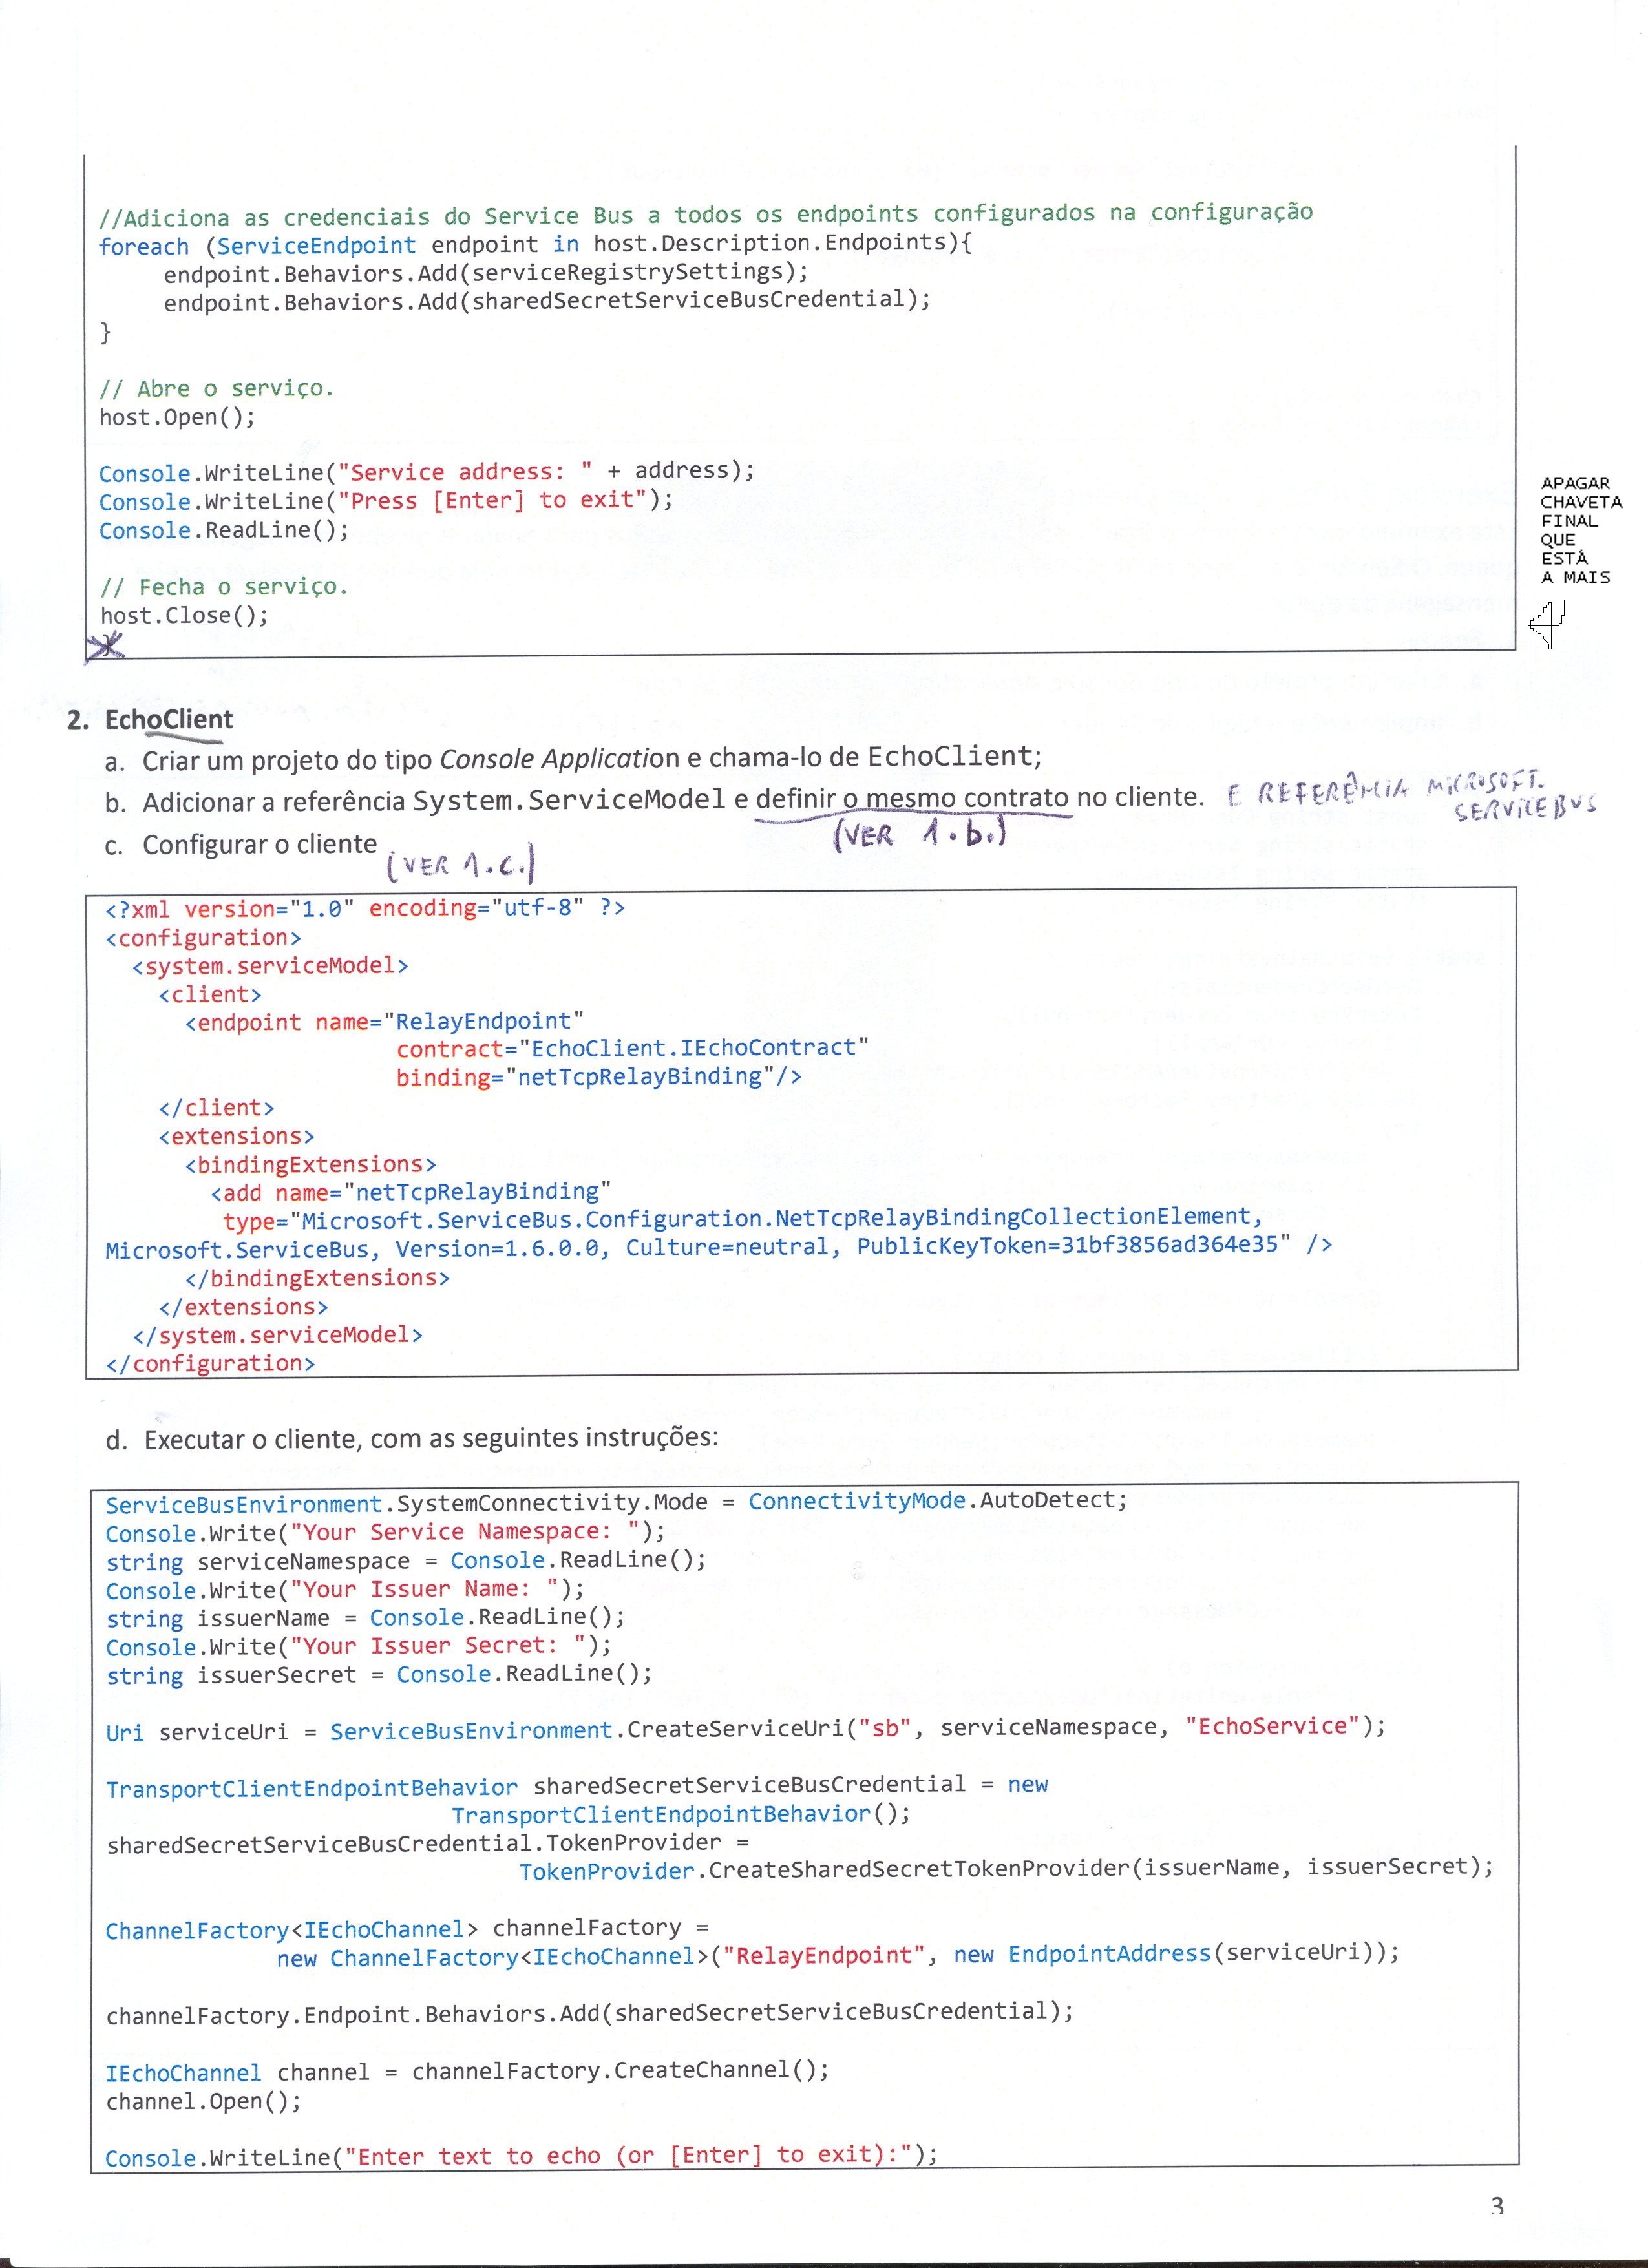 //Adiciona as credenciais do Service Bus a todos os endpoints configurados na configuração
foreach (ServiceEndpoint endpoint in host.Description.Endpoints){
endpoint.Behaviors.Add(serviceRegistrySettings);
endpoint.Behaviors.Add(sharedSecretServiceBusCredential);
}
// Abre o serviço.
host.Open();
Console.WriteLine("Service address: " + address);
Console.WriteLine("Press [Enter] to exit");
Console.ReadLine();
// Fecha o serviço.
host.Close();
}
APAGAR
CHAVETA
FINAL
QUE
ESTÁ
A MAIS
2. EchoClient
a. Criar um projeto do tipo Console Application e chama-lo de EchoClient;
b. Adicionar a referência System.ServiceModel e definir o mesmo contrato no cliente. E REFERÊNCIA MICROSOFT.
SERVICEBUS
(VER 1.b.)
c. Configurar o cliente (VER 1.c.)
<?xml version="1.0" encoding="utf-8" ?>
<configuration>
<system.serviceModel>
<client>
<endpoint name="RelayEndpoint"
contract="EchoClient.IEchoContract"
binding="netTcpRelayBinding"/>
</client>
<extensions>
<bindingExtensions>
<add name="netTcpRelayBinding"
type="Microsoft.ServiceBus.Configuration.NetTcpRelayBindingCollectionElement,
Microsoft.ServiceBus, Version=1.6.0.0, Culture=neutral, PublicKeyToken=31bf3856ad364e35" />
</bindingExtensions>
</extensions>
</system.serviceModel>
</configuration>
d. Executar o cliente, com as seguintes instruções:
ServiceBusEnvironment.SystemConnectivity.Mode = ConnectivityMode.AutoDetect;
Console.Write("Your Service Namespace: ");
string serviceNamespace = Console.ReadLine();
Console.Write("Your Issuer Name: ");
string issuerName = Console.ReadLine();
Console.Write("Your Issuer Secret: ");
string issuerSecret = Console.ReadLine();
Uri serviceUri = ServiceBusEnvironment.CreateServiceUri("sb", serviceNamespace, "EchoService");
TransportClientEndpointBehavior sharedSecretServiceBusCredential = new
TransportClientEndpointBehavior();
sharedSecretServiceBusCredential.TokenProvider =
TokenProvider.CreateSharedSecretTokenProvider(issuerName, issuerSecret);
ChannelFactory<IEchoChannel> channelFactory =
new ChannelFactory<IEchoChannel>("RelayEndpoint", new EndpointAddress(serviceUri));
channelFactory.Endpoint.Behaviors.Add(sharedSecretServiceBusCredential);
IEchoChannel channel = channelFactory.CreateChannel();
channel.Open();
Console.WriteLine("Enter text to echo (or [Enter] to exit):");
3